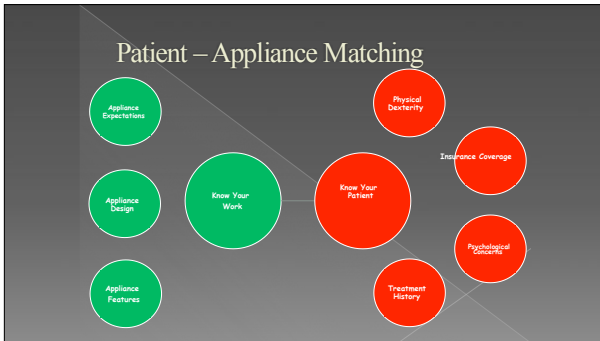 Patient – Appliance Matching
Appliance
Expectations
Appliance
Design
Appliance
Features
Know Your
Work
Know Your
Patient
Physical
Dexterity
Insurance Coverage
Psychological
Concerns
Treatment
History